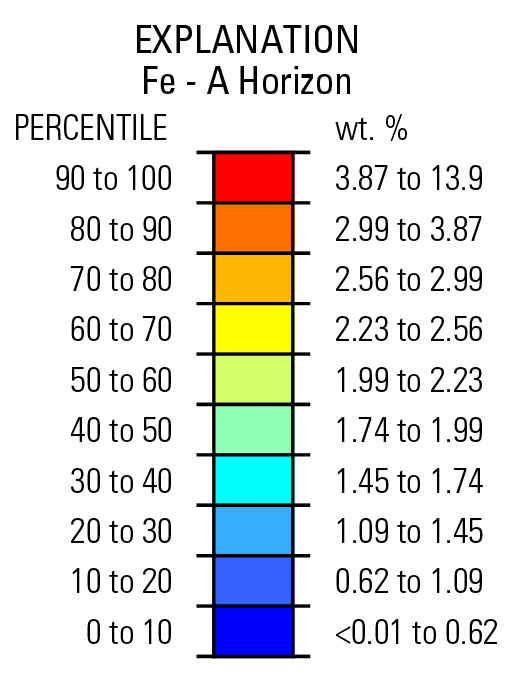 EXPLANATION
Fe - A Horizon
PERCENTILE wt. %
90 to 100 3.87 to 13.9
80 to 90 2.99 to 3.87
70 to 80 2.56 to 2.99
60 to 70 2.23 to 2.56
50 to 60 1.99 to 2.23
40 to 50 1.74 to 1.99
30 to 40 1.45 to 1.74
20 to 30 1.09 to 1.45
10 to 20 0.62 to 1.09
0 to 10 <0.01 to 0.62